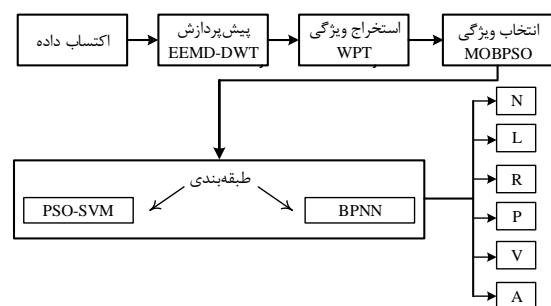 اکتساب داده
پیش‌پردازش
EEMD-DWT
استخراج ویژگی
WPT
انتخاب ویژگی
MOBPSO
طبقه‌بندی
PSO-SVM
BPNN
N
L
R
P
V
A